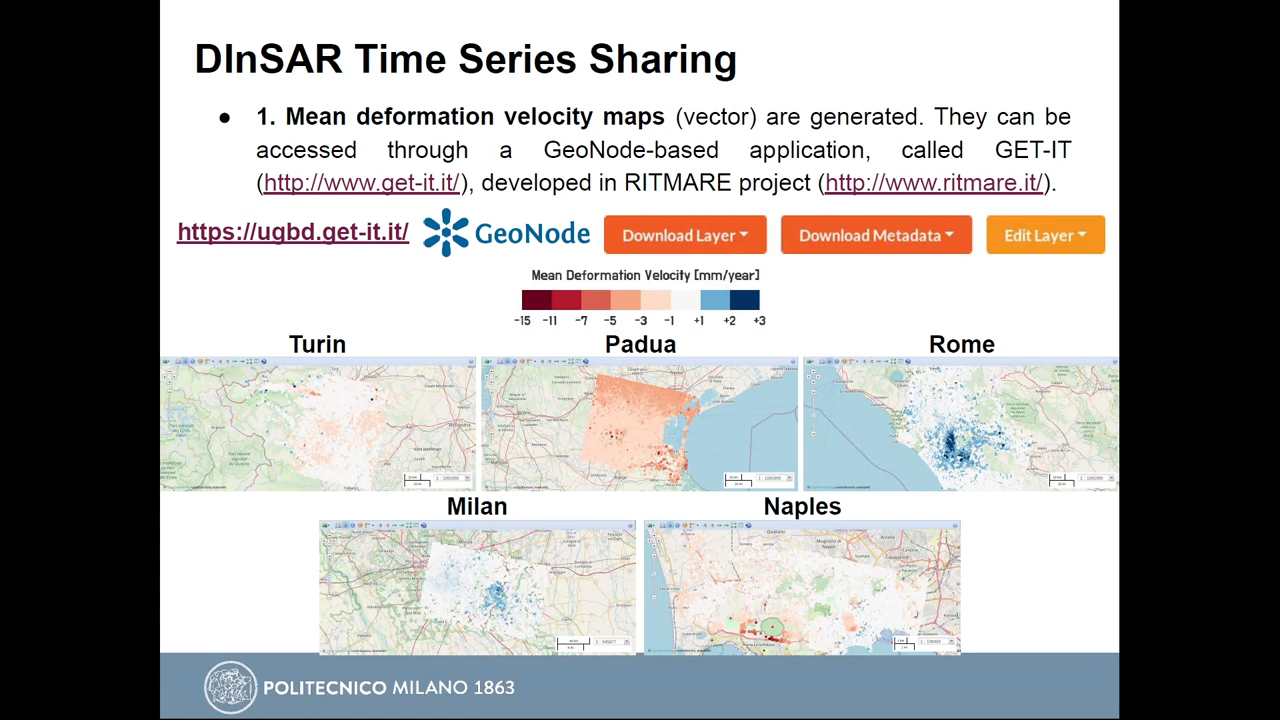 DInSAR Time Series Sharing
● 1. Mean deformation velocity maps (vector) are generated. They can be
accessed through a GeoNode-based application, called GET-IT
(http://www.get-it.it/), developed in RITMARE project (http://www.ritmare.it/).
https://ugbd.get-it.it/ GeoNode Download Layer Download Metadata Edit Layer
Mean Deformation Velocity [mm/year]
-15 -11 -7 -5 -3 -1 +1 +2 +3
Turin Padua Rome
Milan Naples
POLITECNICO MILANO 1863